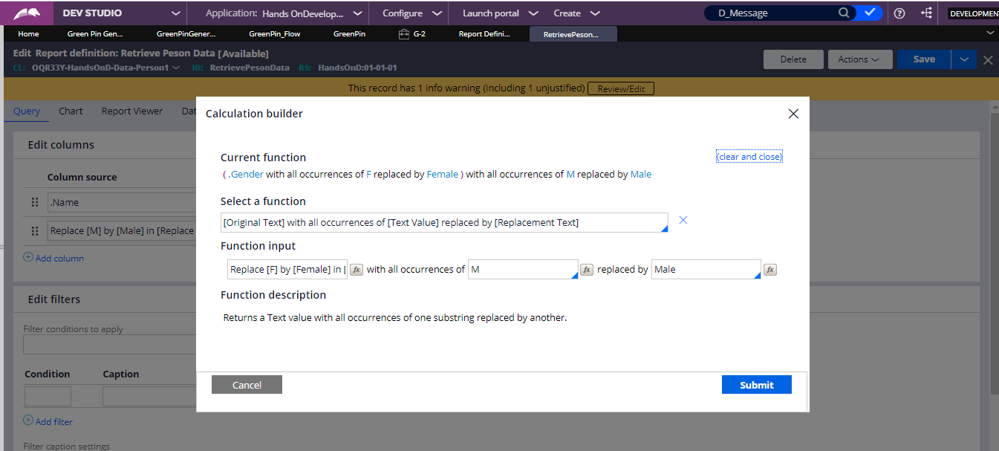 DEV STUDIO Application: Hands OnDevelop... Configure Launch portal Create D_Message DEVELOPMEN
Home Green Pin Gen... GreenPinGener... GreenPin_Flow GreenPin G-2 Report Defini... RetrievePeson...
Edit Report definition: Retrieve Peson Data [Available]
CL: OQR33Y-HandsOnD-Data-Person1 ID: RetrievePesonData RS: HandsOnD:01-01-01
Delete Actions Save
This record has 1 info warning (including 1 unjustified) Review/Edit
Query Chart Report Viewer Dat
Edit columns
Column source
.Name
Replace [M] by [Male] in [Replace
Add column
Edit filters
Filter conditions to apply
Condition Caption
Add filter
Filter caption settings
Calculation builder
Current function (clear and close)
( .Gender with all occurrences of F replaced by Female ) with all occurrences of M replaced by Male
Select a function
[Original Text] with all occurrences of [Text Value] replaced by [Replacement Text]
Function input
Replace [F] by [Female] in [ fx with all occurrences of M fx replaced by Male fx
Function description
Returns a Text value with all occurrences of one substring replaced by another.
Cancel Submit